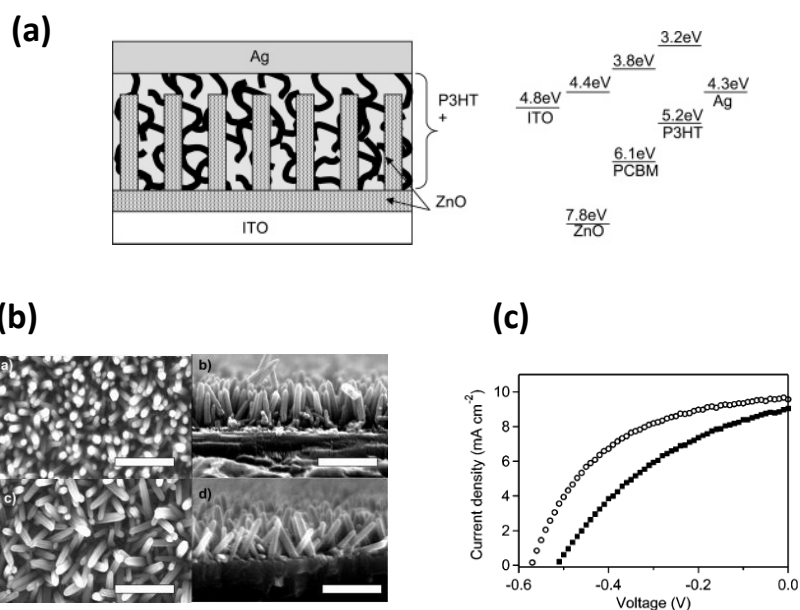 (a)
Ag
P3HT
+
ZnO
ITO
3.2eV
3.8eV
4.4eV
4.8eV
ITO
4.3eV
Ag
5.2eV
P3HT
6.1eV
PCBM
7.8eV
ZnO
(b)
a)
b)
c)
d)
(c)
Current density (mA cm⁻²)
10
8
6
4
2
0
-0.6
-0.4
-0.2
0.0
Voltage (V)